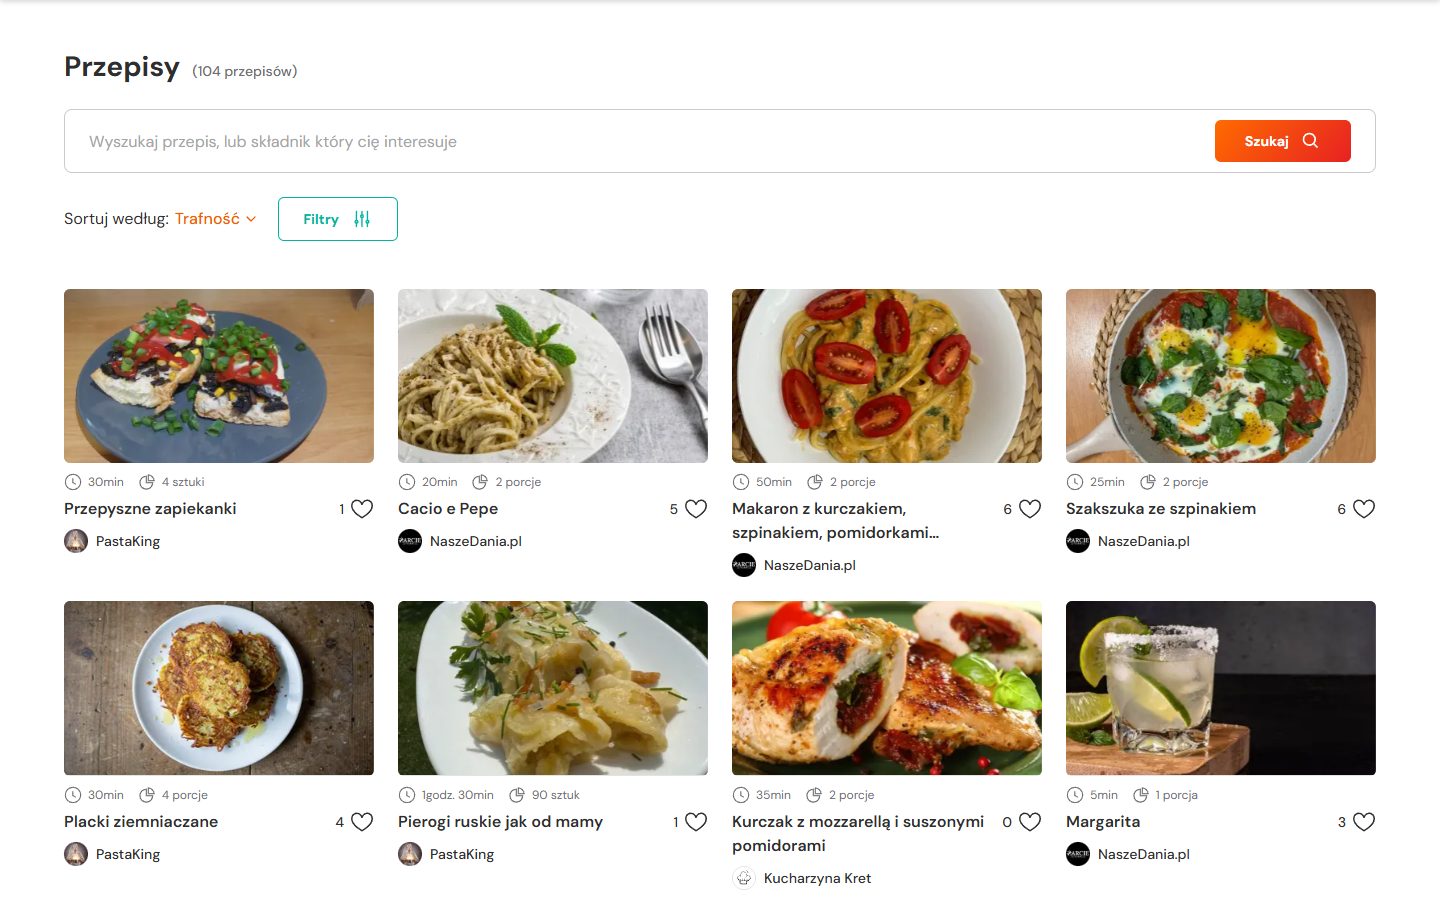 Przepisy (104 przepisów)
Wyszukaj przepis, lub składnik który cię interesuje
Szukaj
Sortuj według: Trafność
Filtry
30min 4 sztuki
Przepyszne zapiekanki 1
PastaKing
20min 2 porcje
Cacio e Pepe 5
NaszeDania.pl
50min 2 porcje
Makaron z kurczakiem, 6
szpinakiem, pomidorkami...
NaszeDania.pl
25min 2 porcje
Szakszuka ze szpinakiem 6
NaszeDania.pl
30min 4 porcje
Placki ziemniaczane 4
PastaKing
1godz. 30min 90 sztuk
Pierogi ruskie jak od mamy 1
PastaKing
35min 2 porcje
Kurczak z mozzarellą i suszonymi 0
pomidorami
Kucharzyna Kret
5min 1 porcja
Margarita 3
NaszeDania.pl